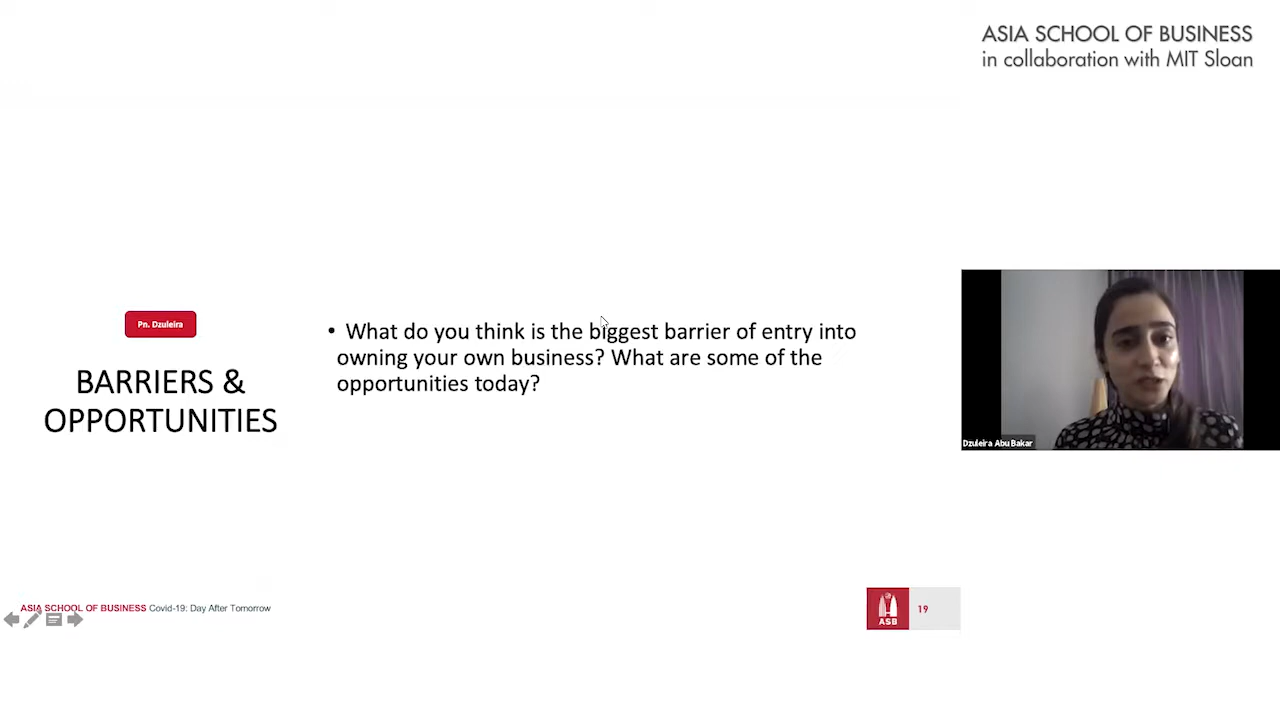 ASIA SCHOOL OF BUSINESS
in collaboration with MIT Sloan
Pn. Dzuleira
BARRIERS &
OPPORTUNITIES
• What do you think is the biggest barrier of entry into
owning your own business? What are some of the
opportunities today?
Dzuleira Abu Bakar
ASIA SCHOOL OF BUSINESS Covid-19: Day After Tomorrow
ASB
19